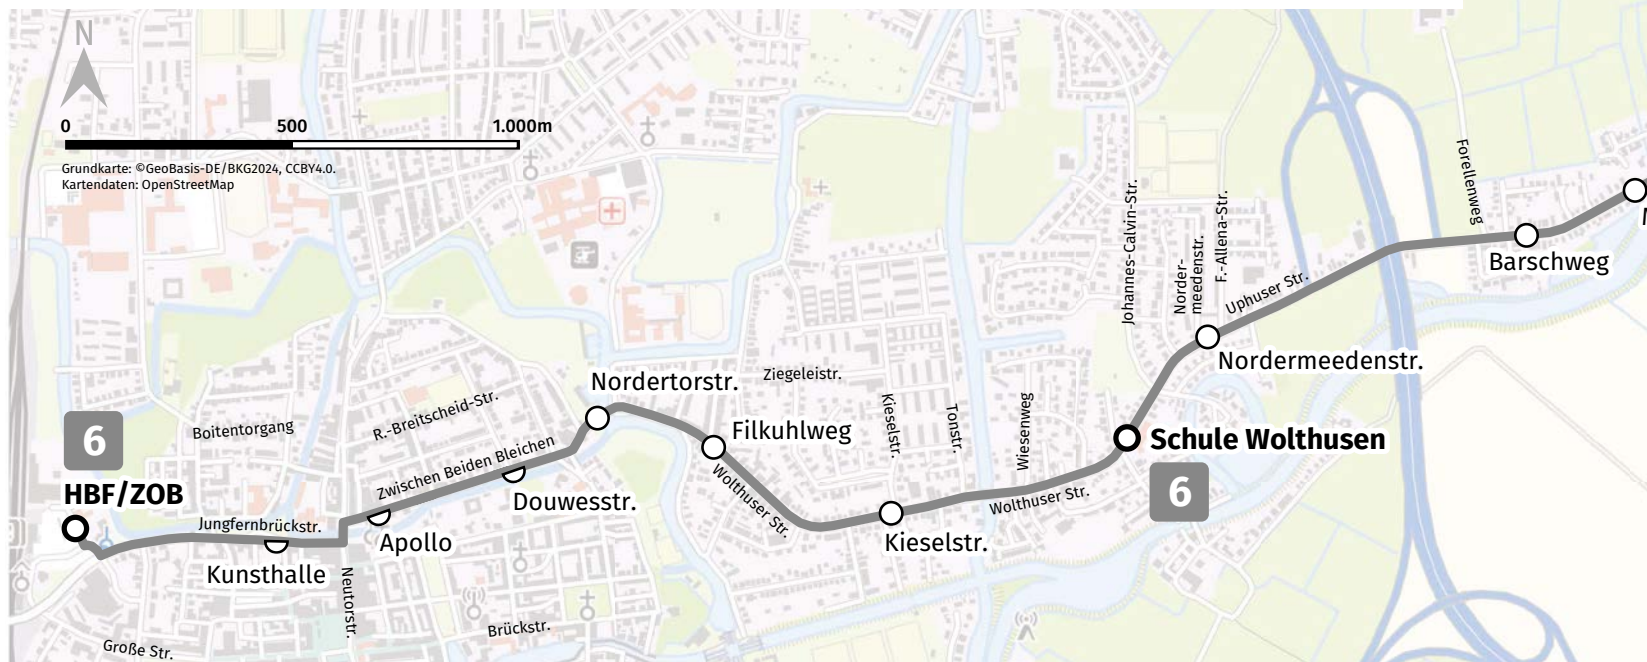 N
0 500 1.000m
Grundkarte: ©GeoBasis-DE/BKG2024, CCBY4.0.
Kartendaten: OpenStreetMap
Forellenweg
Johannes-Calvin-Str.
F.-Allena-Str.
Norder-
meedenstr.
Barschweg
Uphuser Str.
Nordermeedenstr.
Ziegeleistr.
Nordertorstr.
R.-Breitscheid-Str.
Boitentorgang
Kieselstr.
Tonstr.
Wiesenweg
Filkuhlweg
6
HBF/ZOB
Schule Wolthusen
6
Zwischen Beiden Bleichen
Wolthuser Str.
Wolthuser Str.
Douwesstr.
Jungfernbrückstr.
Apollo
Kieselstr.
Kunsthalle
Neutorstr.
Brückstr.
Große Str.